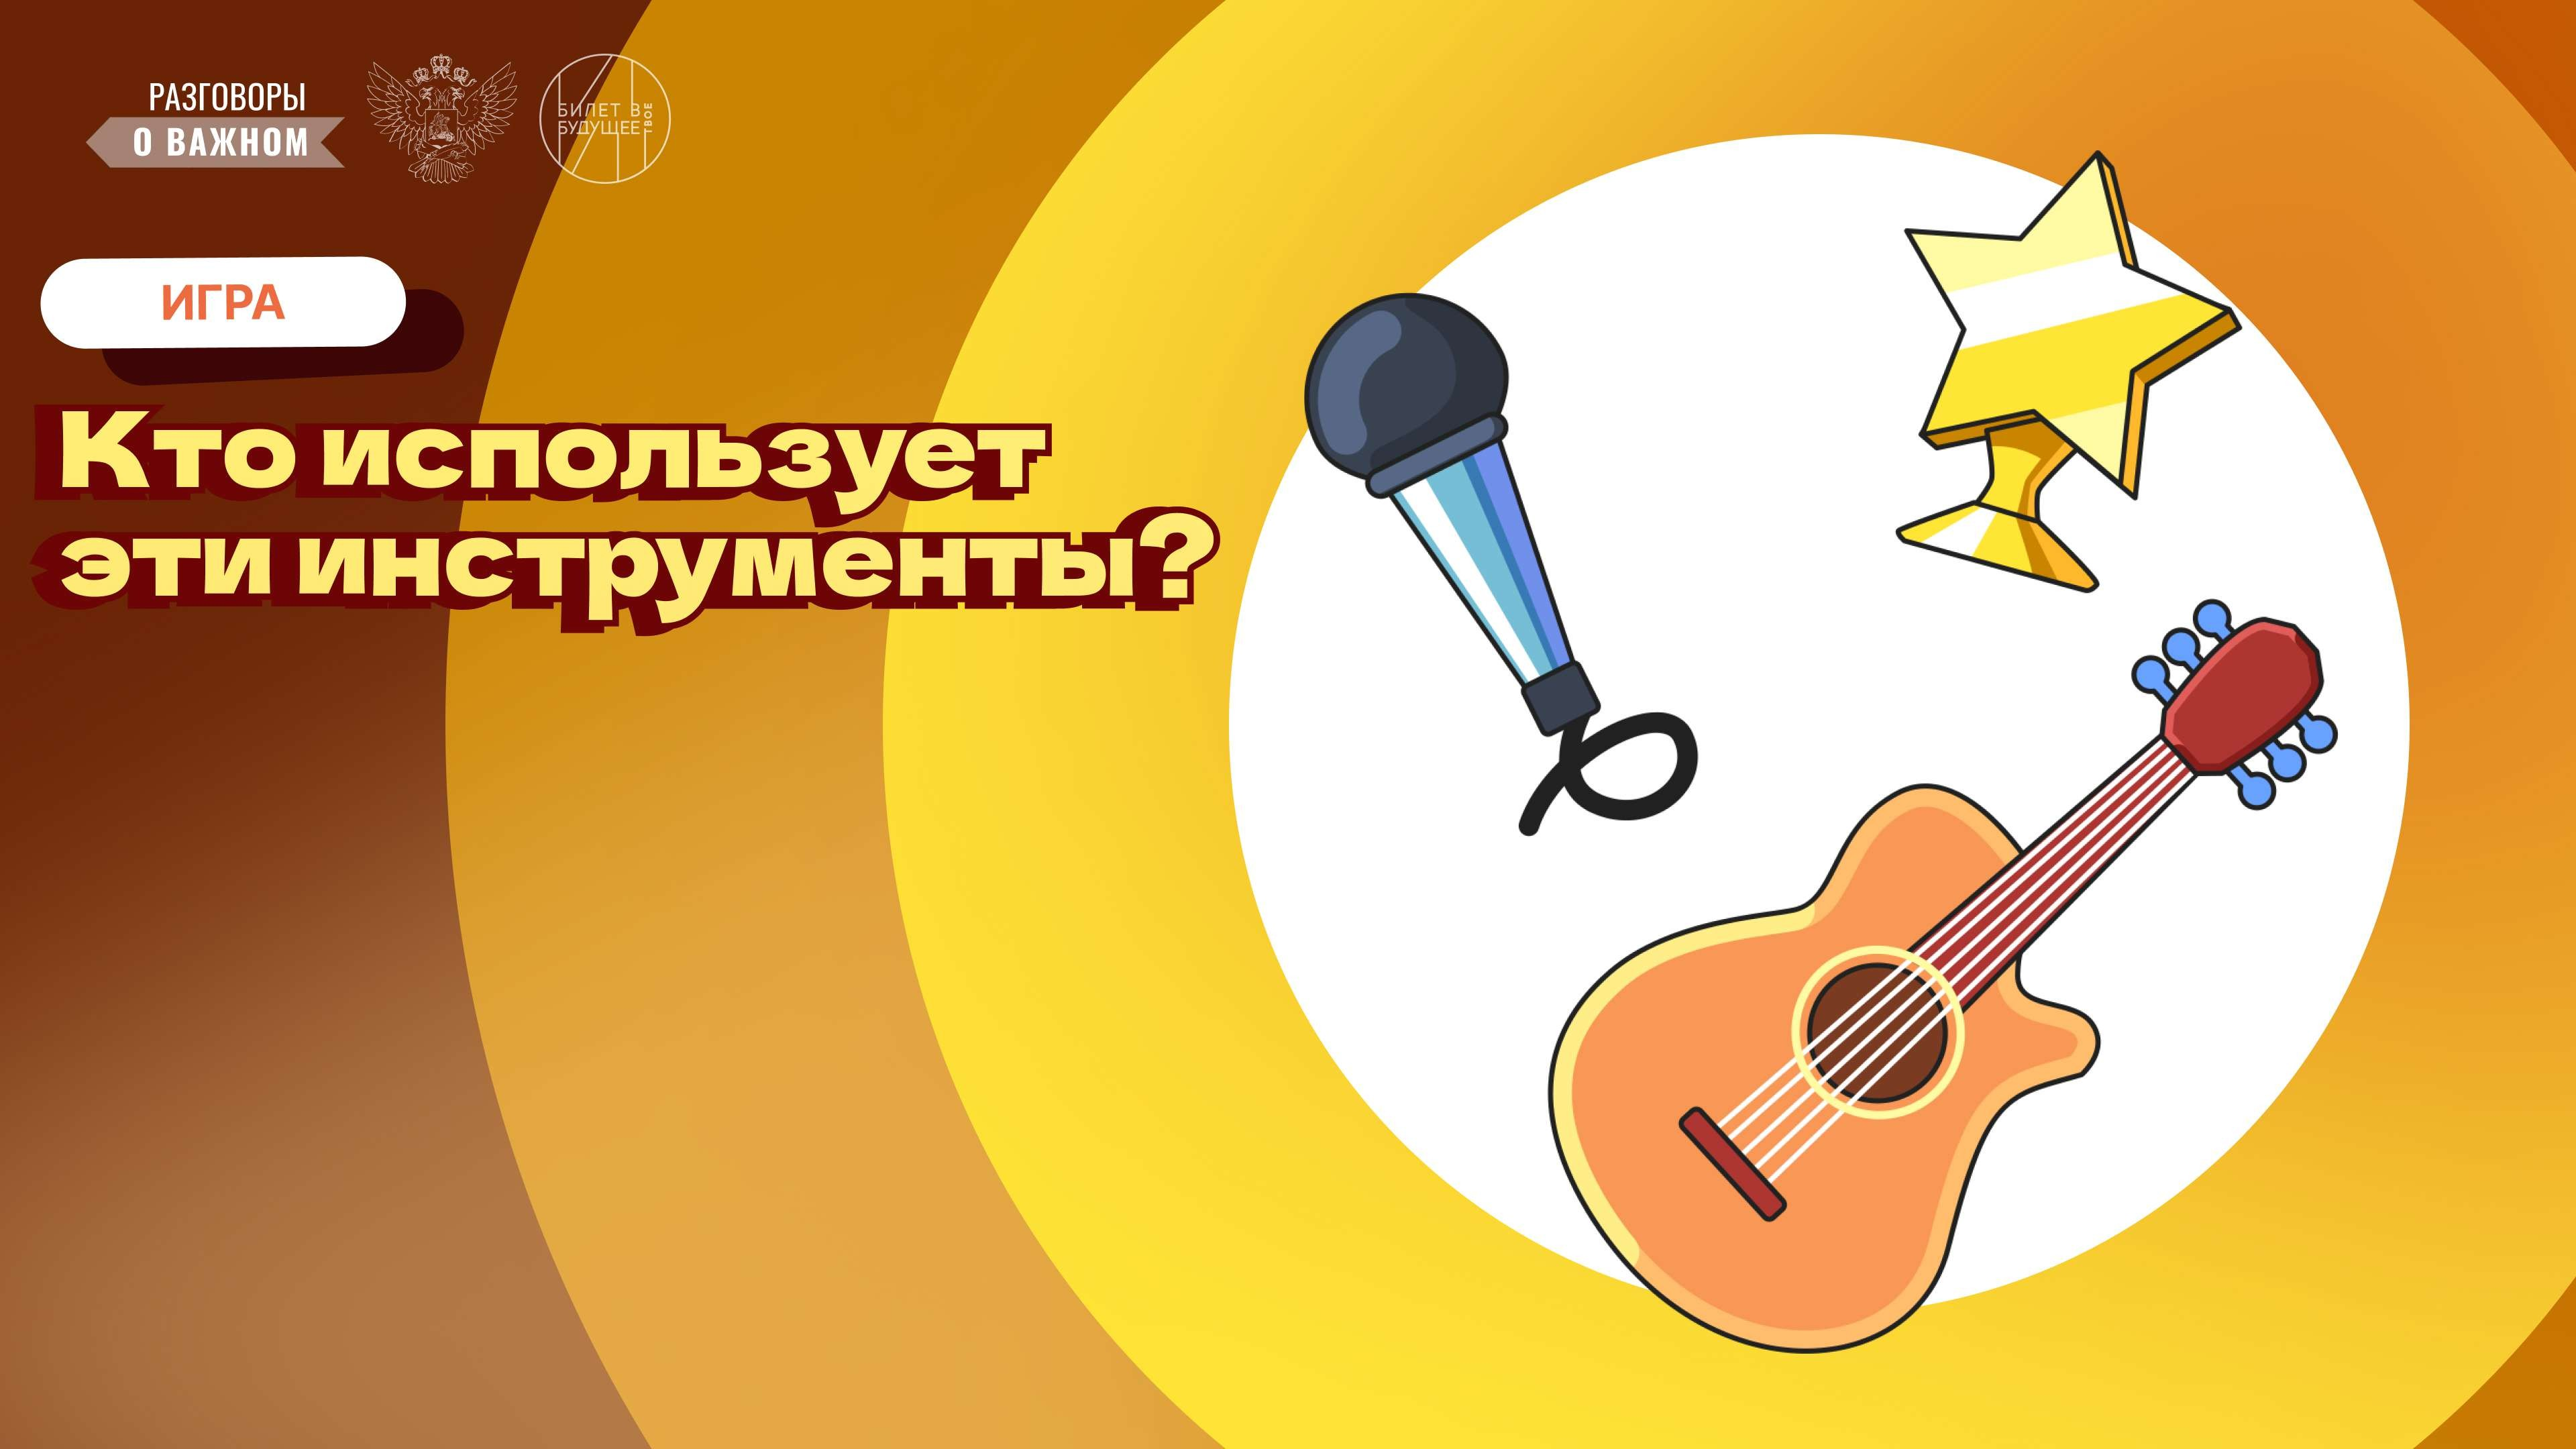 РАЗГОВОРЫ
О ВАЖНОМ
БИЛЕТ В
БУДУЩЕЕ
ТВОЕ
ИГРА
Кто использует
эти инструменты?